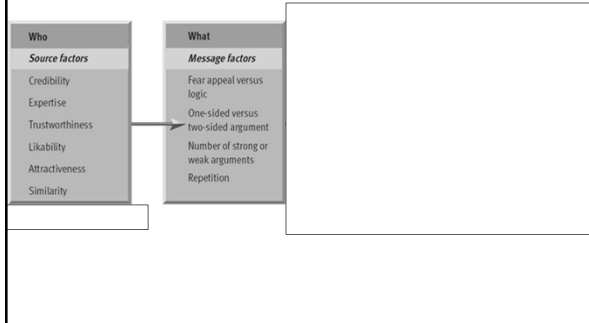 Who
Source factors
Credibility
Expertise
Trustworthiness
Likability
Attractiveness
Similarity
What
Message factors
Fear appeal versus
logic
One-sided versus
two-sided argument
Number of strong or
weak arguments
Repetition